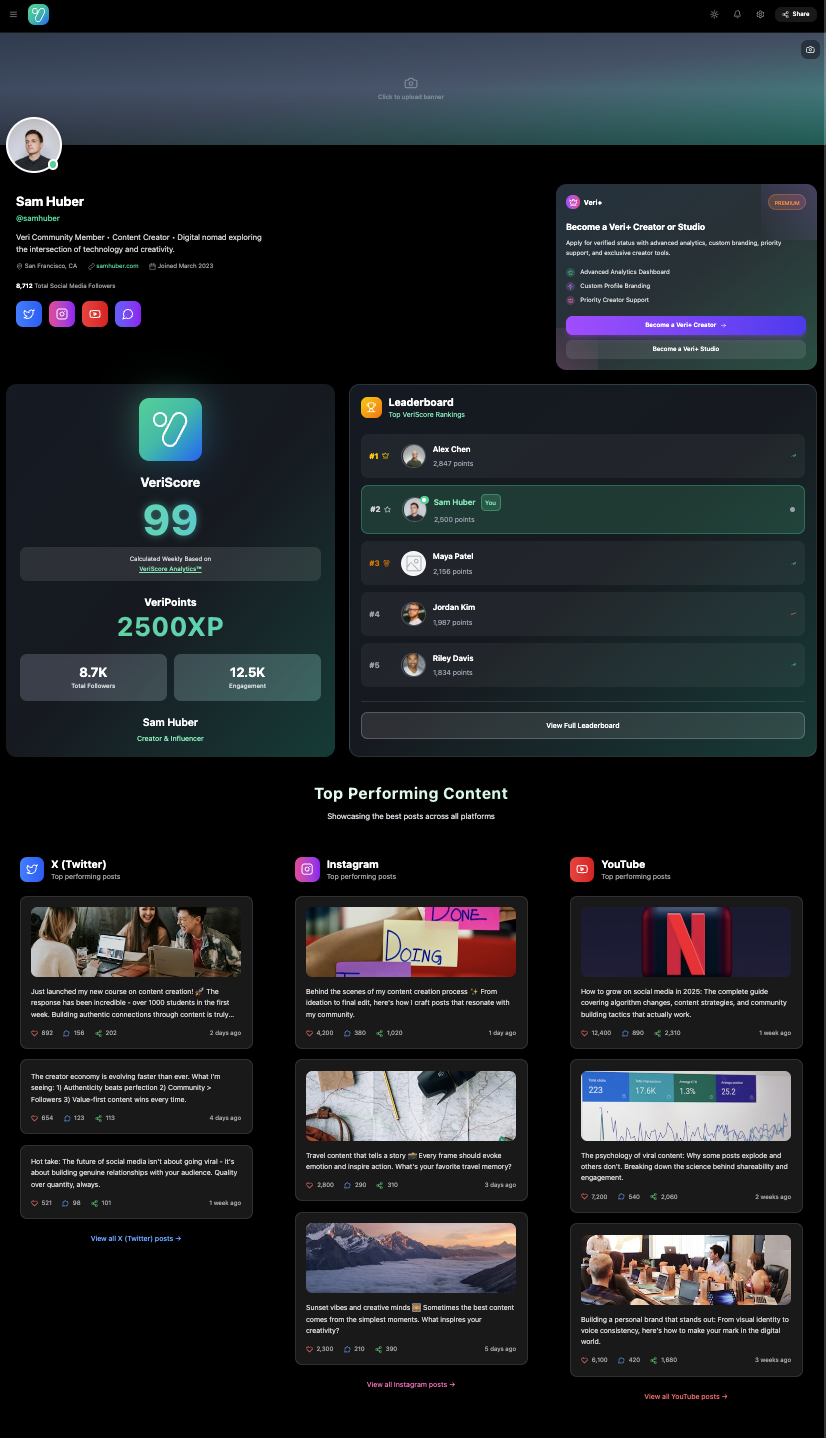 Share
Click to upload banner
Sam Huber
@samhuber
Veri Community Member • Content Creator • Digital nomad exploring
the intersection of technology and creativity.
San Francisco, CA samhuber.com Joined March 2023
8,712 Total Social Media Followers
Veri+ PREMIUM
Become a Veri+ Creator or Studio
Apply for verified status with advanced analytics, custom branding, priority
support, and exclusive creator tools.
Advanced Analytics Dashboard
Custom Profile Branding
Priority Creator Support
Become a Veri+ Creator →
Become a Veri+ Studio
VeriScore
99
Calculated Weekly Based on
VeriScore Analytics™
VeriPoints
2500XP
8.7K
Total Followers
12.5K
Engagement
Sam Huber
Creator & Influencer
Leaderboard
Top VeriScore Rankings
#1 Alex Chen
2,847 points
#2 Sam Huber You
2,500 points
#3 Maya Patel
2,156 points
#4 Jordan Kim
1,987 points
#5 Riley Davis
1,834 points
View Full Leaderboard
Top Performing Content
Showcasing the best posts across all platforms
X (Twitter)
Top performing posts
Just launched my new course on content creation! 🚀 The
response has been incredible - over 1000 students in the first
week. Building authentic connections through content is truly...
892 156 202 2 days ago
The creator economy is evolving faster than ever. What I'm
seeing: 1) Authenticity beats perfection 2) Community >
Followers 3) Value-first content wins every time.
654 123 113 4 days ago
Hot take: The future of social media isn't about going viral - it's
about building genuine relationships with your audience. Quality
over quantity, always.
521 98 101 1 week ago
View all X (Twitter) posts →
Instagram
Top performing posts
DONE
DOING
Behind the scenes of my content creation process ✨ From
ideation to final edit, here's how I craft posts that resonate with
my community.
4,200 380 1,020 1 day ago
Travel content that tells a story 📸 Every frame should evoke
emotion and inspire action. What's your favorite travel memory?
2,800 290 310 3 days ago
Sunset vibes and creative minds 🌅 Sometimes the best content
comes from the simplest moments. What inspires your
creativity?
2,300 210 390 5 days ago
View all Instagram posts →
YouTube
Top performing posts
N
How to grow on social media in 2025: The complete guide
covering algorithm changes, content strategies, and community
building tactics that actually work.
12,400 890 2,310 1 week ago
223 17.6K 1.3% 25.2
The psychology of viral content: Why some posts explode and
others don't. Breaking down the science behind shareability and
engagement.
7,200 540 2,060 2 weeks ago
Building a personal brand that stands out: From visual identity to
voice consistency, here's how to make your mark in the digital
world.
6,100 420 1,680 3 weeks ago
View all YouTube posts →